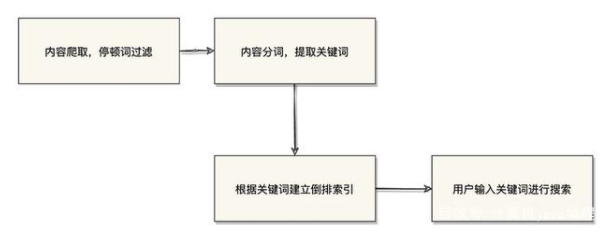 内容爬取，停顿词过滤
内容分词，提取关键词
根据关键词建立倒排索引
用户输入关键词进行搜索